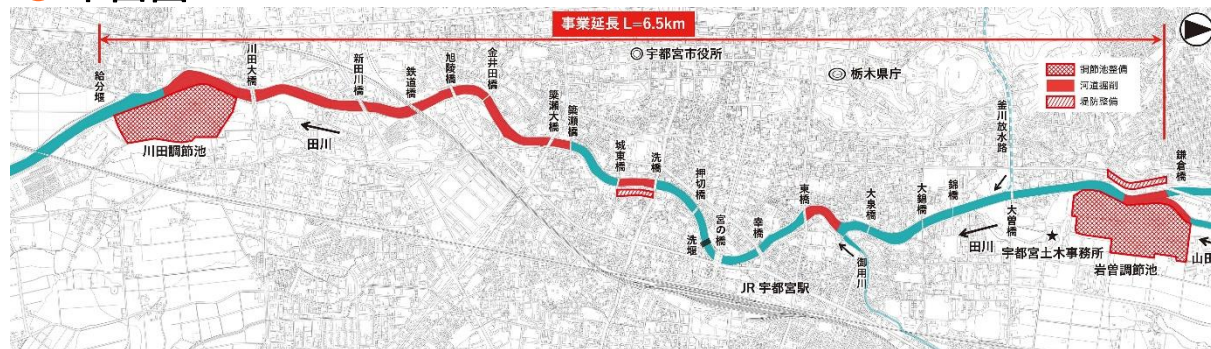 事業延長 L=6.5km
◎宇都宮市役所
◎栃木県庁
調節池整備
河道掘削
堤防整備
給分堰
川田大橋
新田川橋
鉄道橋
旭陵橋
金井田橋
簗瀬大橋
簗瀬橋
城東橋
洗橋
押切橋
宮の橋
洗堰
幸橋
東橋
大泉橋
大錦橋
錦橋
釜川放水路
大曽橋
鎌倉橋
川田調節池
田川
御用川
田川
JR 宇都宮駅
★
宇都宮土木事務所
岩曽調節池
山田